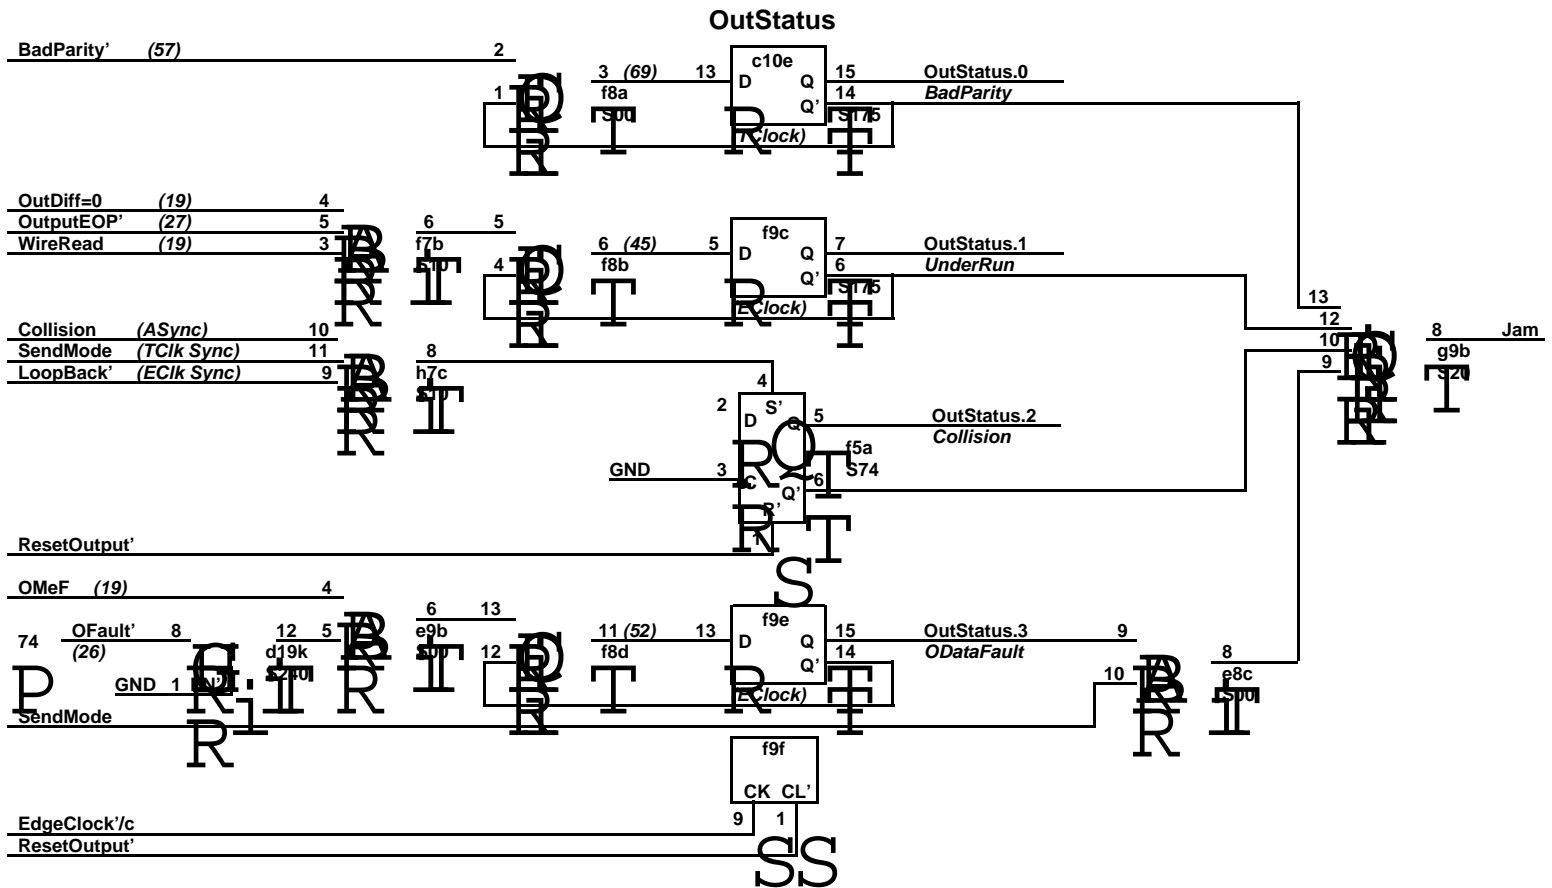 OutStatus
BadParity' (57) 2
1
3 (69) 13
f8a
S00
c10e
D Q
Q'
TClock)
15 OutStatus.0
14 BadParity
S175
OutDiff=0 (19) 4
OutputEOP' (27) 5
WireRead (19) 3
6 5
f7b
S10
4
6 (45) 5
f8b
f9c
D Q
Q'
EClock)
7 OutStatus.1
6 UnderRun
S175
Collision (ASync) 10
SendMode (TClk Sync) 11
LoopBack' (EClk Sync) 9
8
h7c
S10
13
12
10
9
8 Jam
g9b
S20
4
2 S'
D Q
5 OutStatus.2
Collision
f5a
S74
GND 3
C Q'
6
R'
1
ResetOutput'
OMeF (19) 4
74 OFault' 8
(26)
12 5
d19k
S240
GND 1
6 13
e9b
S00
12
11 (52) 13
f8d
f9e
D Q
Q'
EClock)
15 OutStatus.3 9
14 ODataFault
10
8
e8c
S00
SendMode
f9f
CK CL'
9 1
EdgeClock'/c
ResetOutput'